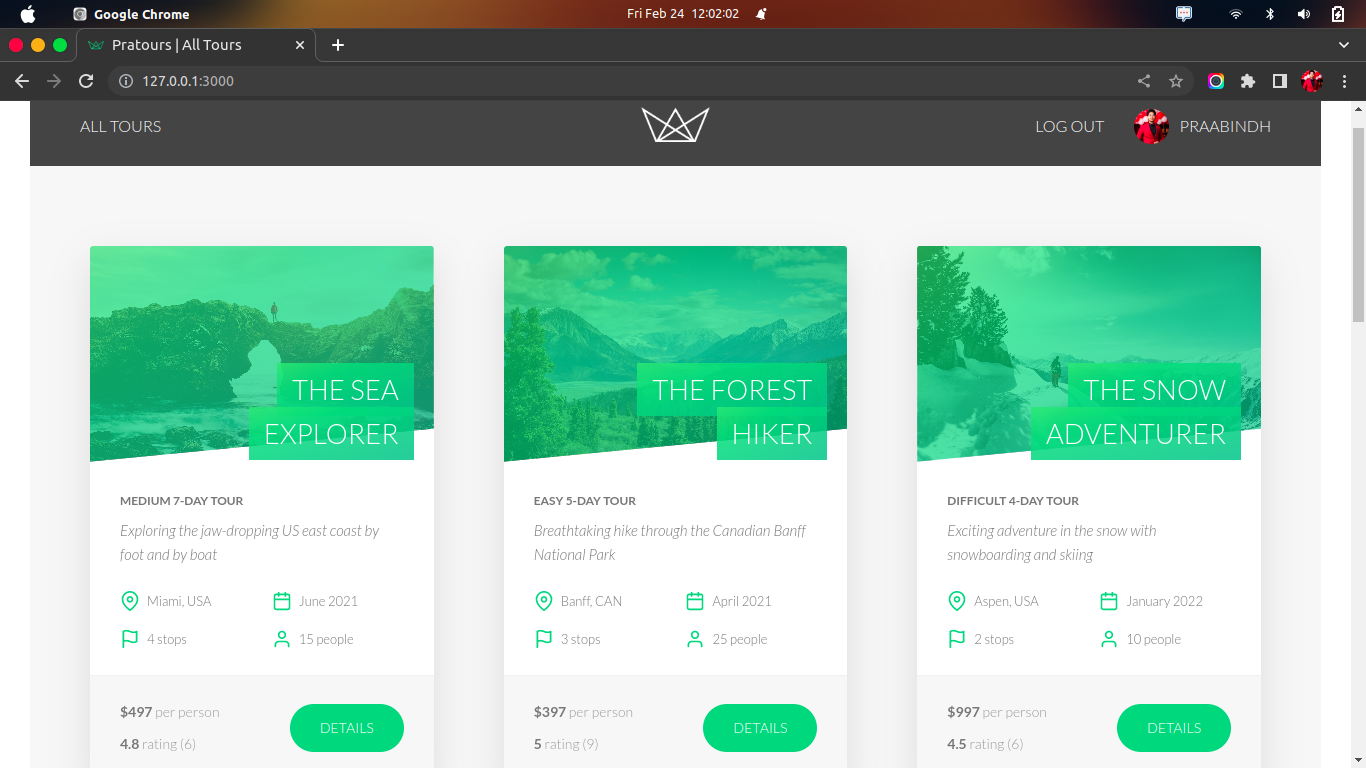 Google Chrome
Fri Feb 24 12:02:02
Pratours | All Tours
127.0.0.1:3000
ALL TOURS
LOG OUT
PRAABINDH
THE SEA
EXPLORER
MEDIUM 7-DAY TOUR
Exploring the jaw-dropping US east coast by
foot and by boat
Miami, USA
June 2021
4 stops
15 people
$497 per person
4.8 rating (6)
DETAILS
THE FOREST
HIKER
EASY 5-DAY TOUR
Breathtaking hike through the Canadian Banff
National Park
Banff, CAN
April 2021
3 stops
25 people
$397 per person
5 rating (9)
DETAILS
THE SNOW
ADVENTURER
DIFFICULT 4-DAY TOUR
Exciting adventure in the snow with
snowboarding and skiing
Aspen, USA
January 2022
2 stops
10 people
$997 per person
4.5 rating (6)
DETAILS